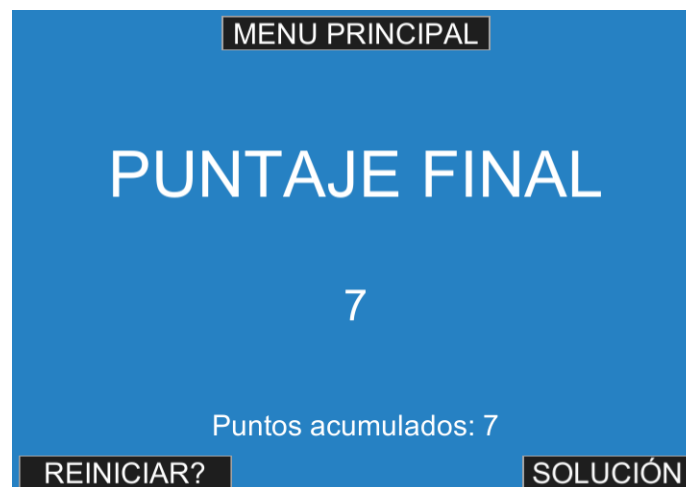 MENU PRINCIPAL
PUNTAJE FINAL
7
Puntos acumulados: 7
REINICIAR?
SOLUCIÓN